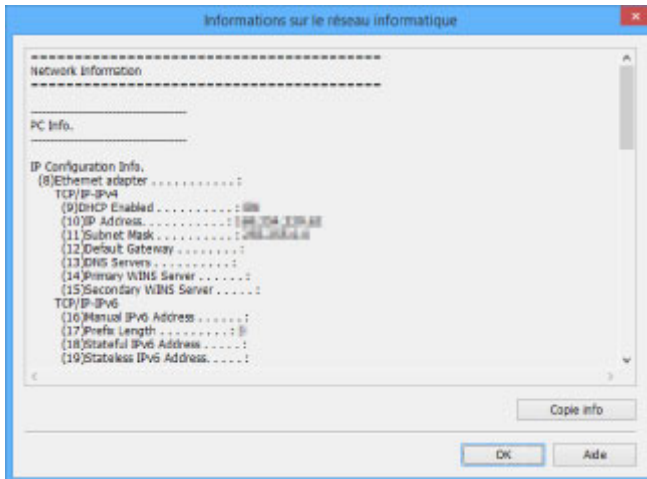 Informations sur le réseau informatique
==========================================
Network Information
==========================================
-------------------------------
PC Info.
-------------------------------
IP Configuration Info.
(8)Ethernet adapter . . . . . . . . . . . :
TCP/IP-IPv4
(9)DHCP Enabled . . . . . . . . . :
(10)IP Address. . . . . . . . . . . :
(11)Subnet Mask . . . . . . . . . :
(12)Default Gateway . . . . . . . :
(13)DNS Servers . . . . . . . . . . :
(14)Primary WINS Server . . . . . :
(15)Secondary WINS Server . . . . . :
TCP/IP-IPv6
(16)Manual IPv6 Address . . . . . . :
(17)Prefix Length . . . . . . . . . :
(18)Stateful IPv6 Address . . . . . :
(19)Stateless IPv6 Address. . . . . :
Copie info
OK Aide